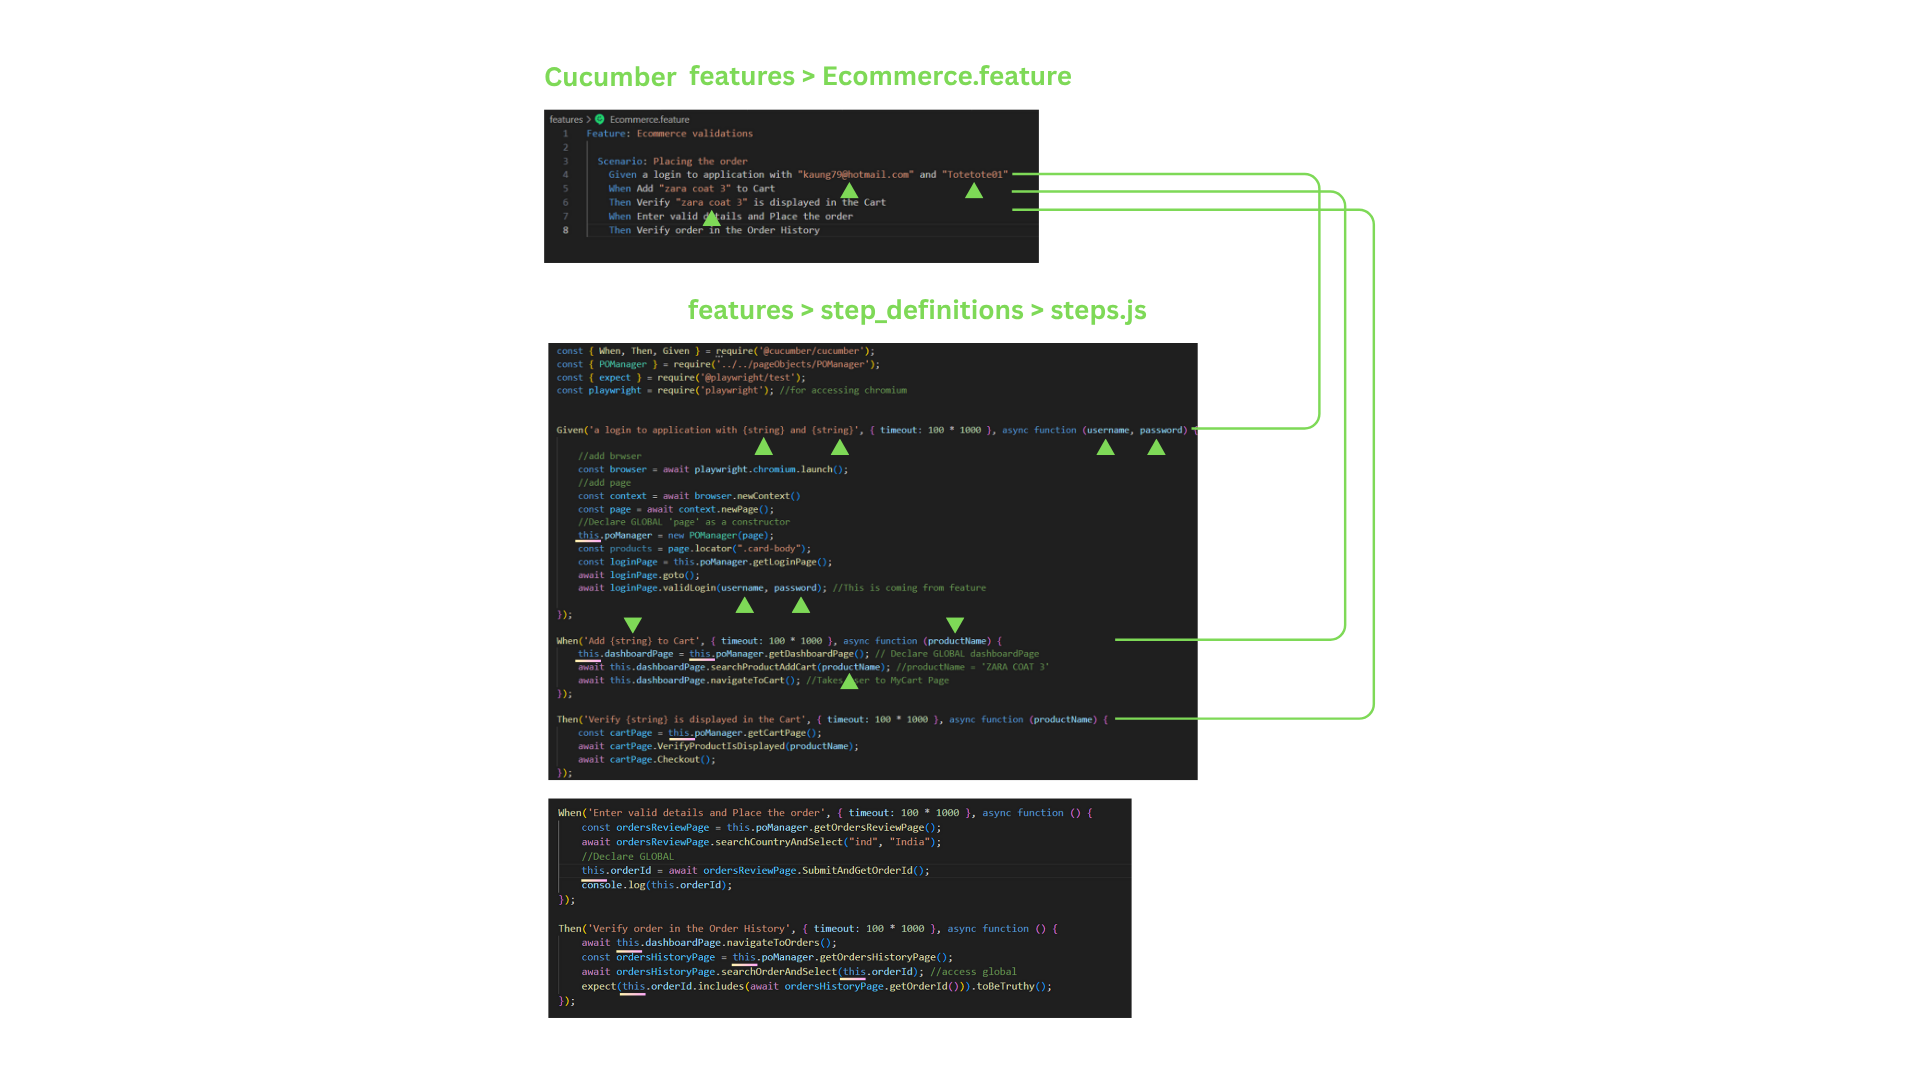 Cucumber features > Ecommerce.feature
features > Ecommerce.feature
1 Feature: Ecommerce validations
2
3 Scenario: Placing the order
4 Given a login to application with "kaung79@hotmail.com" and "Totetote01"
5 When Add "zara coat 3" to Cart
6 Then Verify "zara coat 3" is displayed in the Cart
7 When Enter valid details and Place the order
8 Then Verify order in the Order History
features > step_definitions > steps.js
const { When, Then, Given } = require('@cucumber/cucumber');
const { POManager } = require('../../pageObjects/POManager');
const { expect } = require('@playwright/test');
const playwright = require('playwright'); //for accessing chromium
Given('a login to application with {string} and {string}', { timeout: 100 * 1000 }, async function (username, password) {
//add brwser
const browser = await playwright.chromium.launch();
//add page
const context = await browser.newContext()
const page = await context.newPage();
//Declare GLOBAL 'page' as a constructor
this.poManager = new POManager(page);
const products = page.locator(".card-body");
const loginPage = this.poManager.getLoginPage();
await loginPage.goto();
await loginPage.validLogin(username, password); //This is coming from feature
});
When('Add {string} to Cart', { timeout: 100 * 1000 }, async function (productName) {
this.dashboardPage = this.poManager.getDashboardPage(); // Declare GLOBAL dashboardPage
await this.dashboardPage.searchProductAddCart(productName); //productName = 'ZARA COAT 3'
await this.dashboardPage.navigateToCart(); //Takes user to MyCart Page
});
Then('Verify {string} is displayed in the Cart', { timeout: 100 * 1000 }, async function (productName) {
const cartPage = this.poManager.getCartPage();
await cartPage.VerifyProductIsDisplayed(productName);
await cartPage.Checkout();
});
When('Enter valid details and Place the order', { timeout: 100 * 1000 }, async function () {
const ordersReviewPage = this.poManager.getOrdersReviewPage();
await ordersReviewPage.searchCountryAndSelect("ind", "India");
//Declare GLOBAL
this.orderId = await ordersReviewPage.SubmitAndGetOrderId();
console.log(this.orderId);
});
Then('Verify order in the Order History', { timeout: 100 * 1000 }, async function () {
await this.dashboardPage.navigateToOrders();
const ordersHistoryPage = this.poManager.getOrdersHistoryPage();
await ordersHistoryPage.searchOrderAndSelect(this.orderId); //access global
expect(this.orderId.includes(await ordersHistoryPage.getOrderId())).toBeTruthy();
});